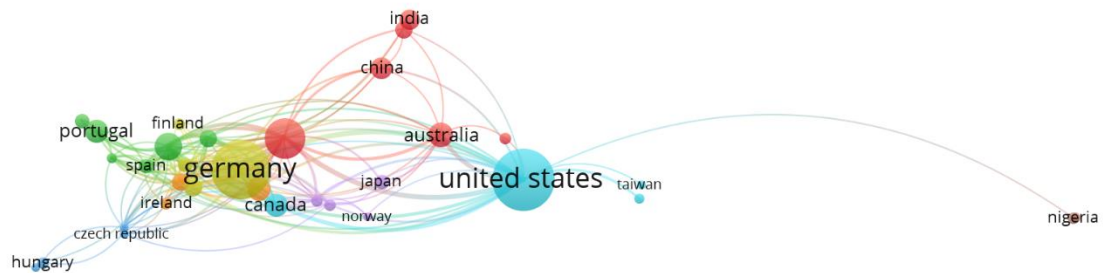 india
china
finland
portugal
australia
spain
germany
united states
japan
taiwan
ireland
canada
norway
nigeria
czech republic
hungary